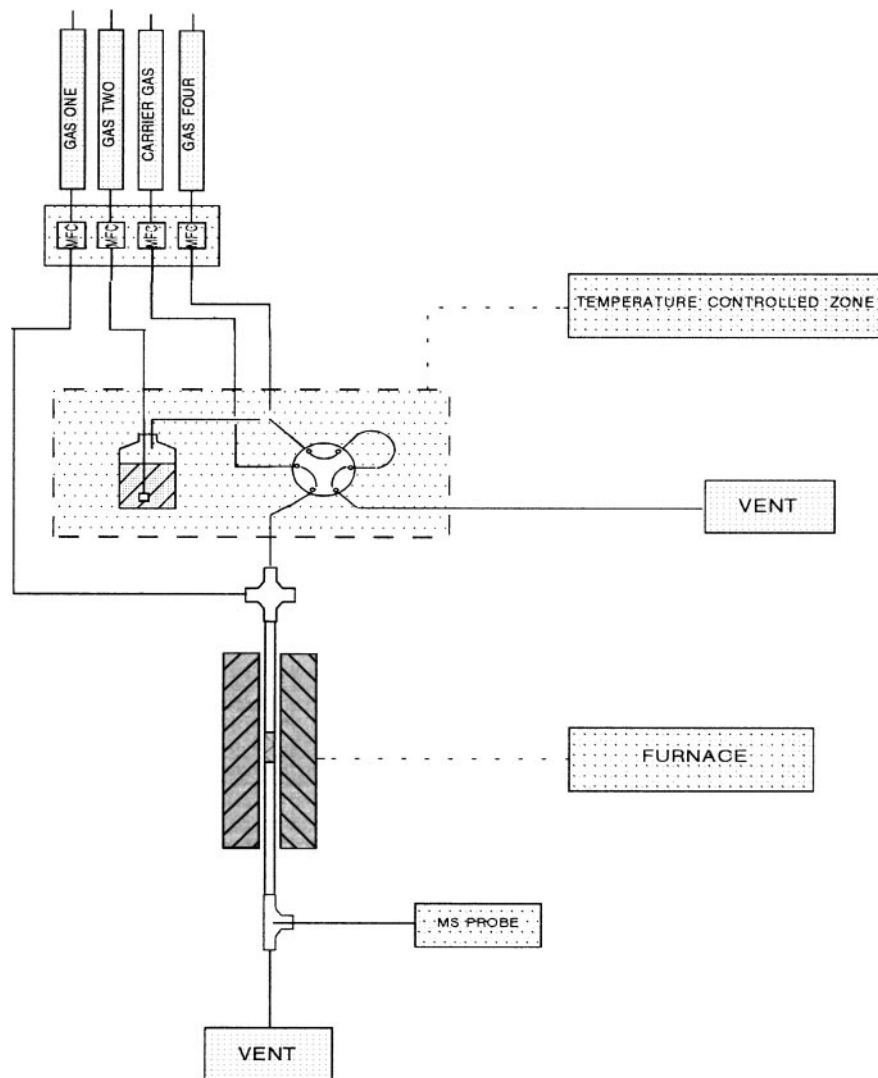 GAS ONE
GAS TWO
CARRIER GAS
GAS FOUR
MFC
MFC
MFC
MFC
TEMPERATURE CONTROLLED ZONE
VENT
FURNACE
MS PROBE
VENT